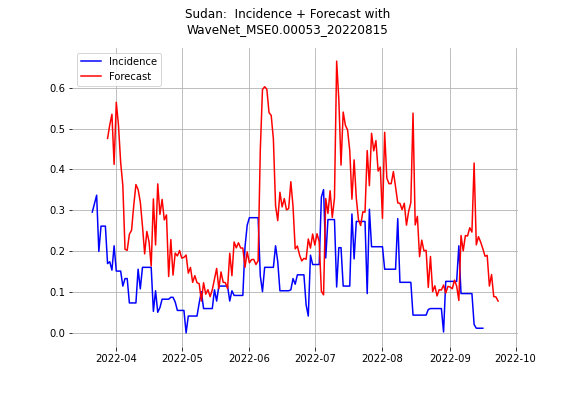 Sudan:  Incidence + Forecast with
WaveNet_MSE0.00053_20220815
Incidence
Forecast
0.6
0.5
0.4
0.3
0.2
0.1
0.0
2022-04 2022-05 2022-06 2022-07 2022-08 2022-09 2022-10